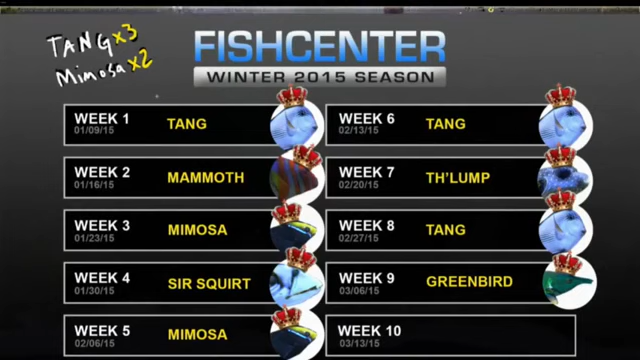 TANG x3
Mimosa x2
FISHCENTER
WINTER 2015 SEASON
WEEK 1
01/09/15
TANG
WEEK 2
01/16/15
MAMMOTH
WEEK 3
01/23/15
MIMOSA
WEEK 4
01/30/15
SIR SQUIRT
WEEK 5
02/06/15
MIMOSA
WEEK 6
02/13/15
TANG
WEEK 7
02/20/15
TH'LUMP
WEEK 8
02/27/15
TANG
WEEK 9
03/06/15
GREENBIRD
WEEK 10
03/13/15